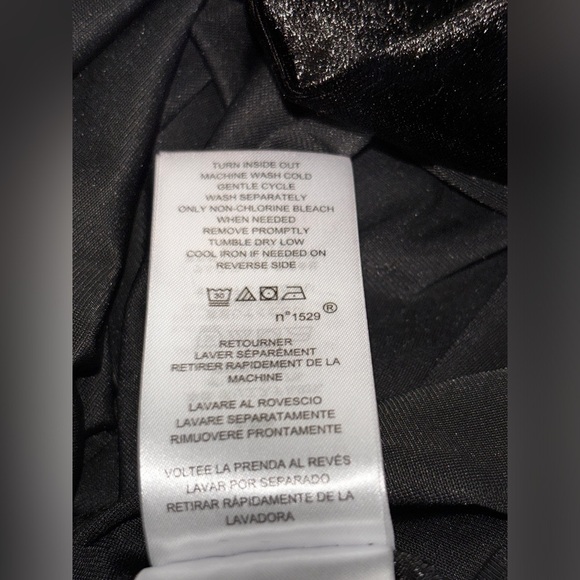 TURN INSIDE OUT
MACHINE WASH COLD
GENTLE CYCLE
WASH SEPARATELY
ONLY NON-CHLORINE BLEACH
WHEN NEEDED
REMOVE PROMPTLY
TUMBLE DRY LOW
COOL IRON IF NEEDED ON
REVERSE SIDE
30
n°1529 ®
RETOURNER
LAVER SÉPARÉMENT
RETIRER RAPIDEMENT DE LA
MACHINE
LAVARE AL ROVESCIO
LAVARE SEPARATAMENTE
RIMUOVERE PRONTAMENTE
VOLTEE LA PRENDA AL REVÉS
LAVAR POR SEPARADO
RETIRAR RÁPIDAMENTE DE LA
LAVADORA